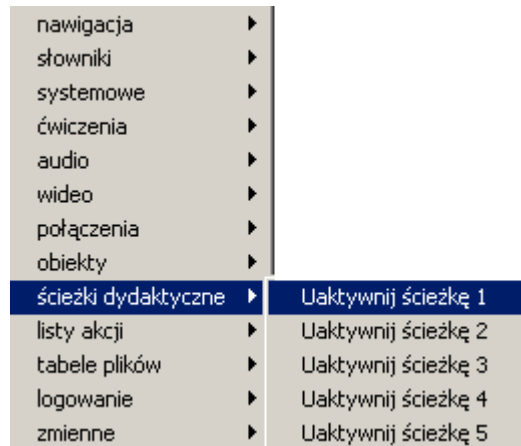 nawigacja
słowniki
systemowe
ćwiczenia
audio
wideo
połączenia
obiekty
ścieżki dydaktyczne
Uaktywnij ścieżkę 1
listy akcji
Uaktywnij ścieżkę 2
tabele plików
Uaktywnij ścieżkę 3
logowanie
Uaktywnij ścieżkę 4
zmienne
Uaktywnij ścieżkę 5